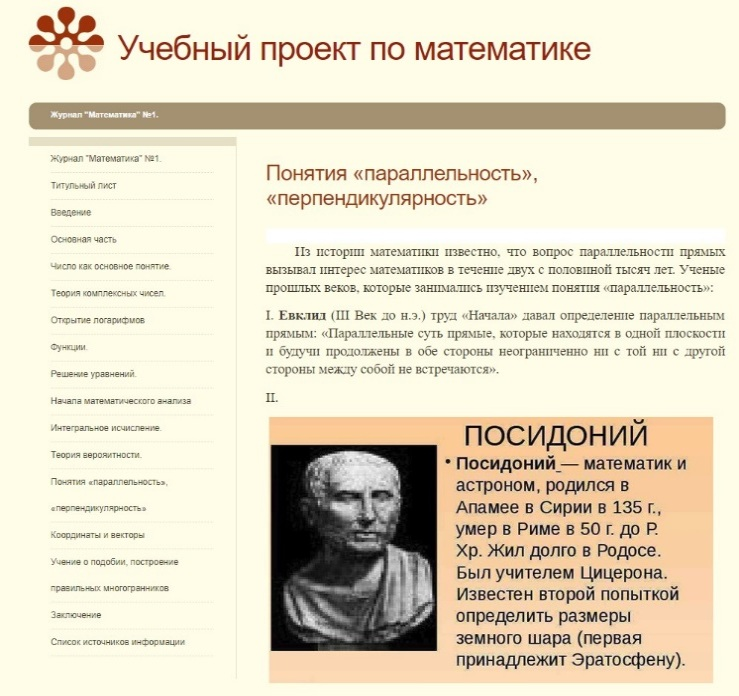 Учебный проект по математике
Журнал "Математика" №1.
Журнал "Математика" №1.
Титульный лист
Введение
Основная часть
Число как основное понятие.
Теория комплексных чисел.
Открытие логарифмов
Функции.
Решение уравнений.
Начала математического анализа
Интегральное исчисление.
Теория вероятности.
Понятия «параллельность»,
«перпендикулярность»
Координаты и векторы
Учение о подобии, построение
правильных многогранников
Заключение
Список источников информации
Понятия «параллельность»,
«перпендикулярность»
Из истории математики известно, что вопрос параллельности прямых
вызывал интерес математиков в течение двух с половиной тысяч лет. Ученые
прошлых веков, которые занимались изучением понятия «параллельность»:
I. Евклид (III Век до н.э.) труд «Начала» давал определение параллельным
прямым: «Параллельные суть прямые, которые находятся в одной плоскости
и будучи продолжены в обе стороны неограниченно ни с той ни с другой
стороны между собой не встречаются».
II.
ПОСИДОНИЙ
• Посидоний — математик и
астроном, родился в
Апамее в Сирии в 135 г.,
умер в Риме в 50 г. до Р.
Хр. Жил долго в Родосе.
Был учителем Цицерона.
Известен второй попыткой
определить размеры
земного шара (первая
принадлежит Эратосфену).